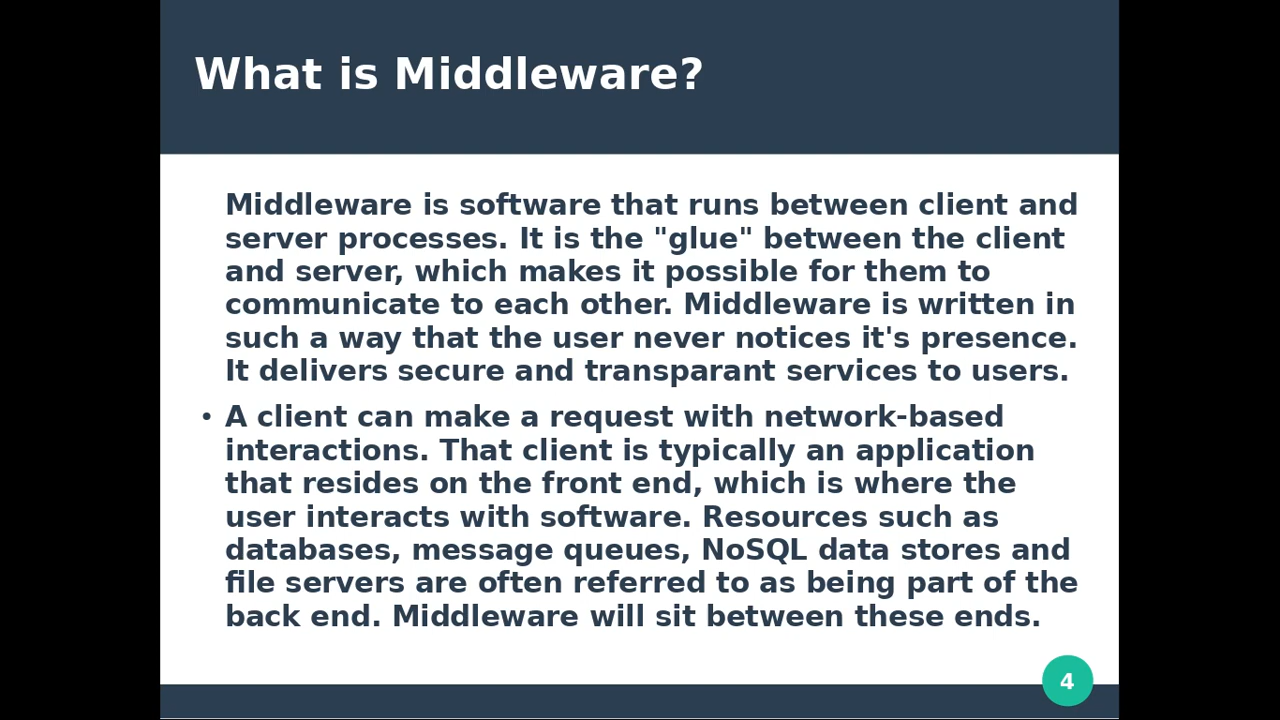 What is Middleware?
Middleware is software that runs between client and
server processes. It is the "glue" between the client
and server, which makes it possible for them to
communicate to each other. Middleware is written in
such a way that the user never notices it's presence.
It delivers secure and transparant services to users.
• A client can make a request with network-based
interactions. That client is typically an application
that resides on the front end, which is where the
user interacts with software. Resources such as
databases, message queues, NoSQL data stores and
file servers are often referred to as being part of the
back end. Middleware will sit between these ends.
4